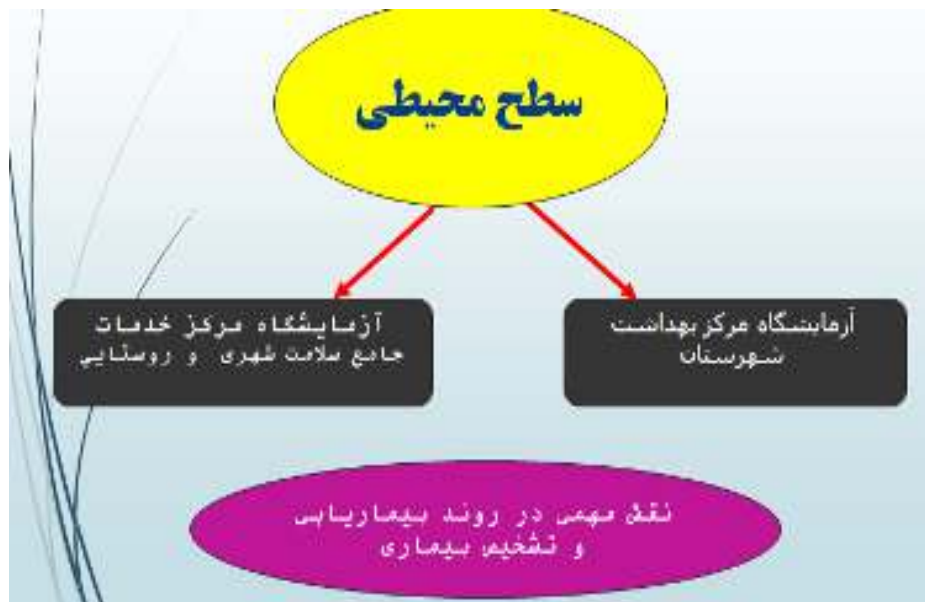 سطح محیطی
آزمایشگاه مرکز بهداشت
شهرستان
آزمایشگاه مرکز خدمات
جامع سلامت شهری و روستایی
نقش مهمی در روند بیماریابی
و تشخیص بیماری